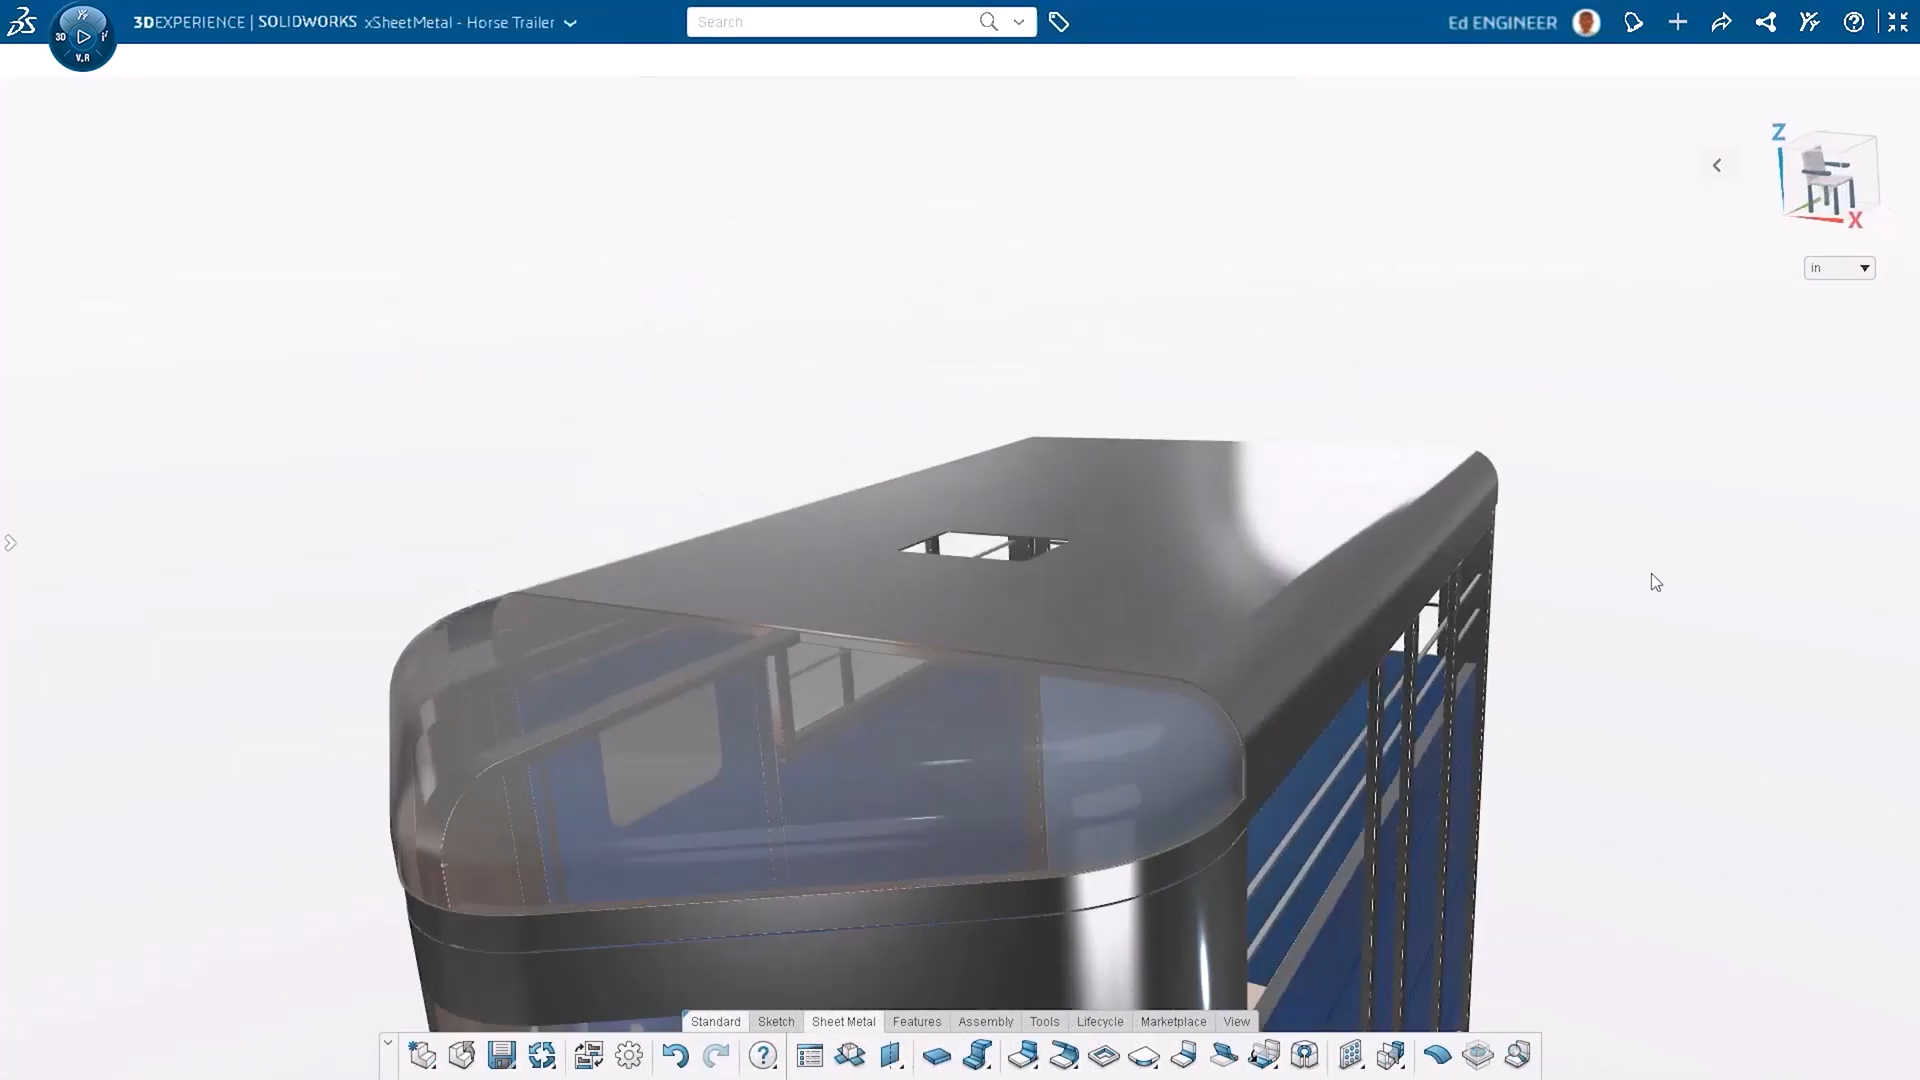 3DEXPERIENCE | SOLIDWORKS xSheetMetal - Horse Trailer
Search
Ed ENGINEER
3D
V.R
Z
X
in
Standard Sketch Sheet Metal Features Assembly Tools Lifecycle Marketplace View